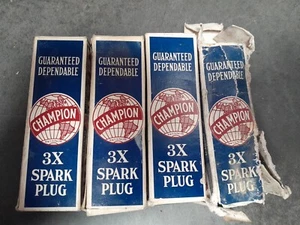 GUARANTEED
DEPENDABLE
CHAMPION
3X
SPARK
PLUG
GUARANTEED
DEPENDABLE
CHAMPION
3X
SPARK
PLUG
GUARANTEED
DEPENDABLE
CHAMPION
3X
SPARK
PLUG
GUARANTEED
DEPENDABLE
CHAMPION
3X
SPARK
PLUG